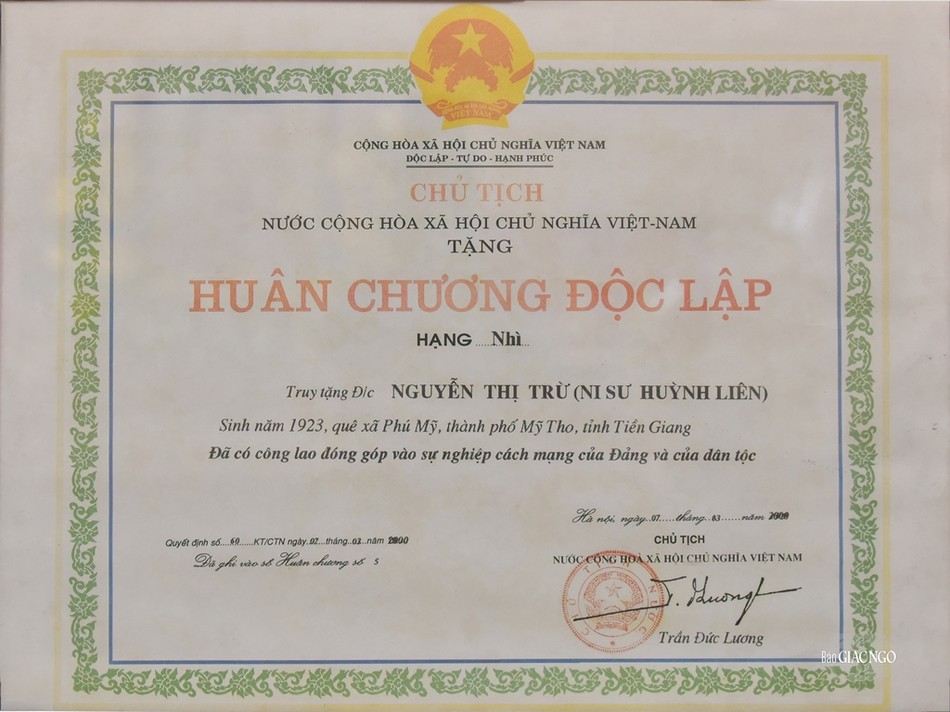 VIỆT NAM
CỘNG HÒA XÃ HỘI CHỦ NGHĨA VIỆT NAM
ĐỘC LẬP - TỰ DO - HẠNH PHÚC
CHỦ TỊCH
NƯỚC CỘNG HÒA XÃ HỘI CHỦ NGHĨA VIỆT-NAM
TẶNG
HUÂN CHƯƠNG ĐỘC LẬP
HẠNG.....Nhì...
Truy tặng Đ/c NGUYỄN THỊ TRỪ (NI SƯ HUỲNH LIÊN)
Sinh năm 1923, quê xã Phú Mỹ, thành phố Mỹ Tho, tỉnh Tiền Giang
Đã có công lao đóng góp vào sự nghiệp cách mạng của Đảng và của dân tộc
Hà nội, ngày..07.....tháng..03......năm
Quyết định số....60......KT/CTN ngày..02...tháng..03...năm
Đã ghi vào sổ Huân chương số 5
CHỦ TỊCH
NƯỚC CỘNG HÒA XÃ HỘI CHỦ NGHĨA VIỆT NAM
Trần Đức Lương
Báo GIÁC NGỘ